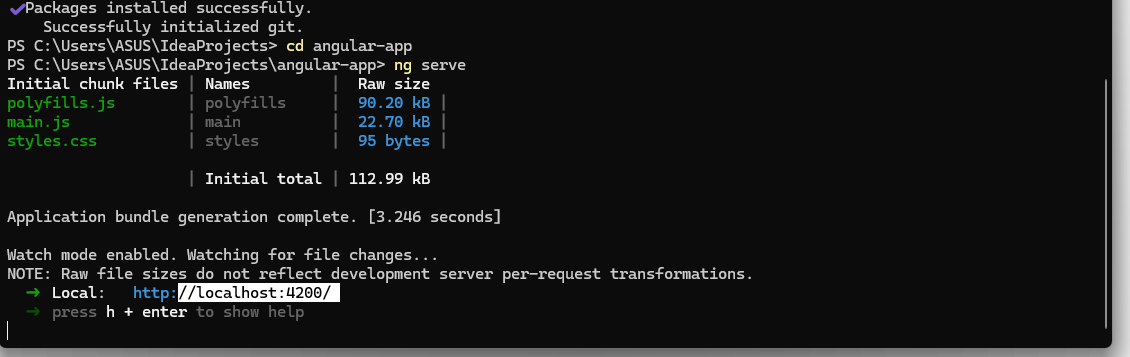 ✔Packages installed successfully.
Successfully initialized git.
PS C:\Users\ASUS\IdeaProjects> cd angular-app
PS C:\Users\ASUS\IdeaProjects\angular-app> ng serve
Initial chunk files | Names | Raw size
polyfills.js | polyfills | 90.20 kB |
main.js | main | 22.70 kB |
styles.css | styles | 95 bytes |
| Initial total | 112.99 kB
Application bundle generation complete. [3.246 seconds]
Watch mode enabled. Watching for file changes...
NOTE: Raw file sizes do not reflect development server per-request transformations.
➜ Local: http://localhost:4200/
➜ press h + enter to show help